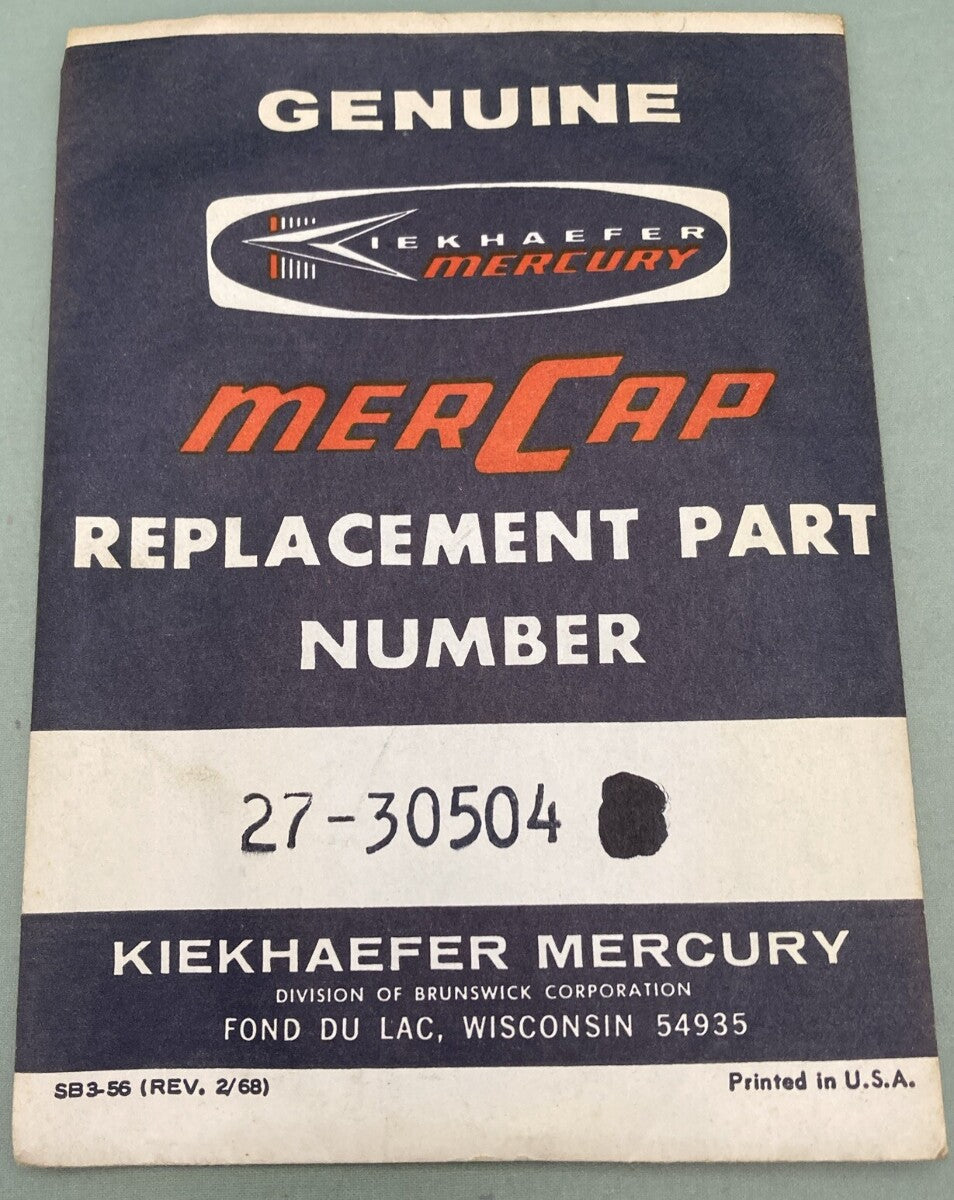 GENUINE
KIEKHAEFER
MERCURY
MERCAP
REPLACEMENT PART
NUMBER
27-30504
KIEKHAEFER MERCURY
DIVISION OF BRUNSWICK CORPORATION
FOND DU LAC, WISCONSIN 54935
SB3-56 (REV. 2/68)
Printed in U.S.A.